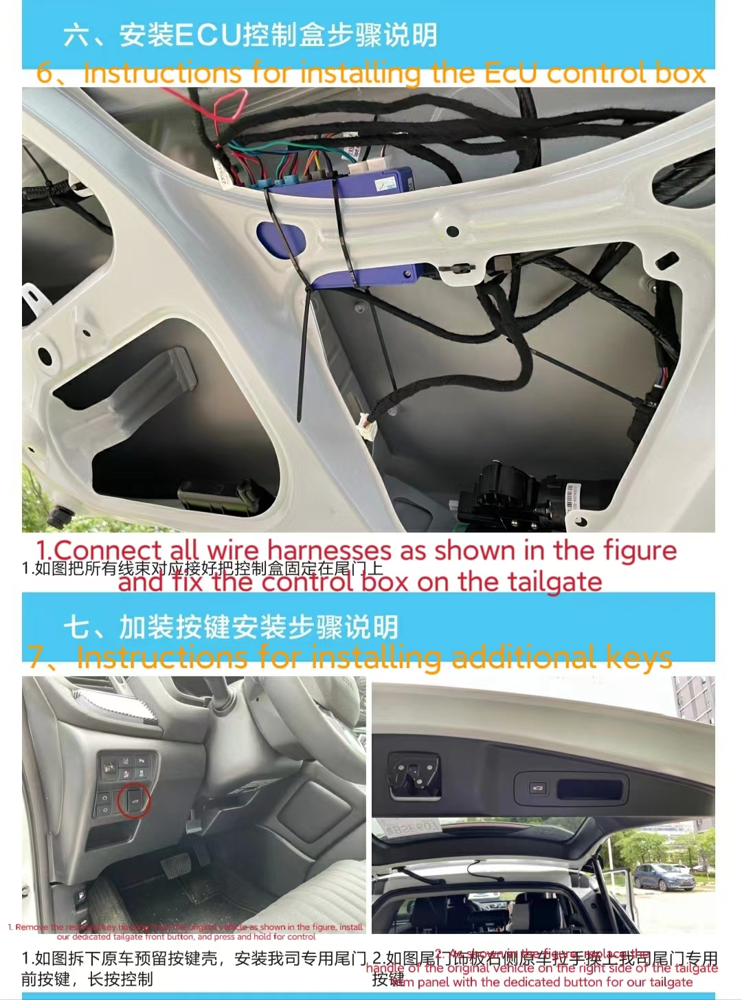 六、安装ECU控制盒步骤说明
6、Instructions for installing the EcU control box
1.Connect all wire harnesses as shown in the figure
1.如图把所有线束对应接好把控制盒固定在尾门上
and fix the control box on the tailgate
七、加装按键安装步骤说明
7、Instructions for installing additional keys
1. Remove the reserved key housing from the original vehicle as shown in the figure, install
our dedicated tailgate front button, and press and hold for control
1.如图拆下原车预留按键壳，安装我司专用尾门
前按键，长按控制
2. As shown in the figure, replace the
2.如图尾门饰板右侧原车拉手换上我司尾门专用
handle of the original vehicle on the right side of the tailgate
按键
trim panel with the dedicated button for our tailgate